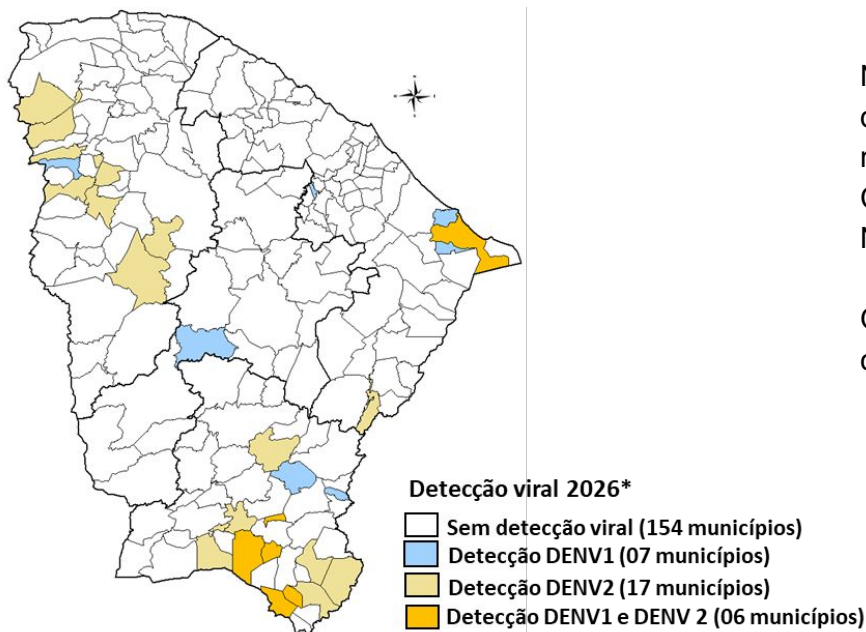 Detecção viral 2026*
Sem detecção viral (154 municípios)
Detecção DENV1 (07 municípios)
Detecção DENV2 (17 municípios)
Detecção DENV1 e DENV 2 (06 municípios)